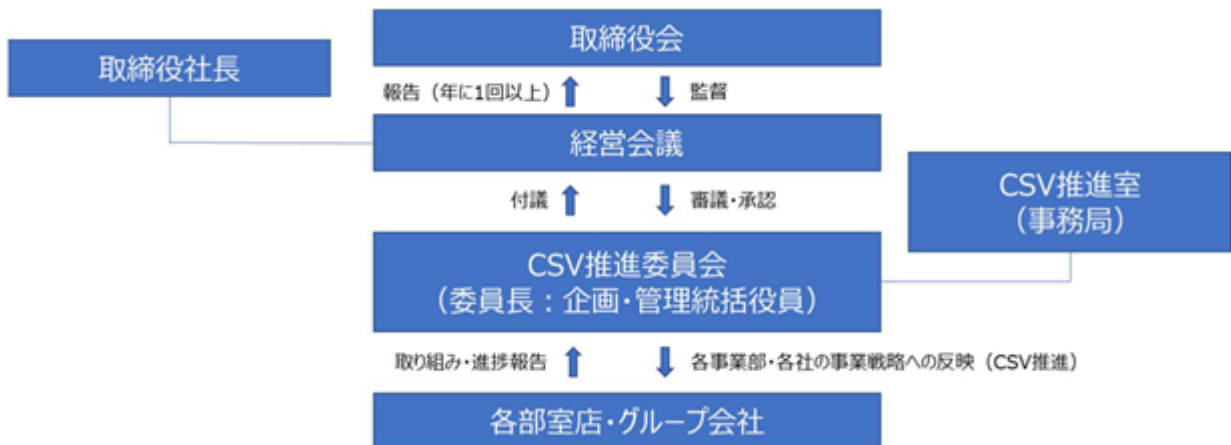 取締役会
取締役社長
報告（年に1回以上）
監督
経営会議
付議
審議・承認
CSV推進室
（事務局）
CSV推進委員会
（委員長：企画・管理統括役員）
取り組み・進捗報告
各事業部・各社の事業戦略への反映（CSV推進）
各部室店・グループ会社